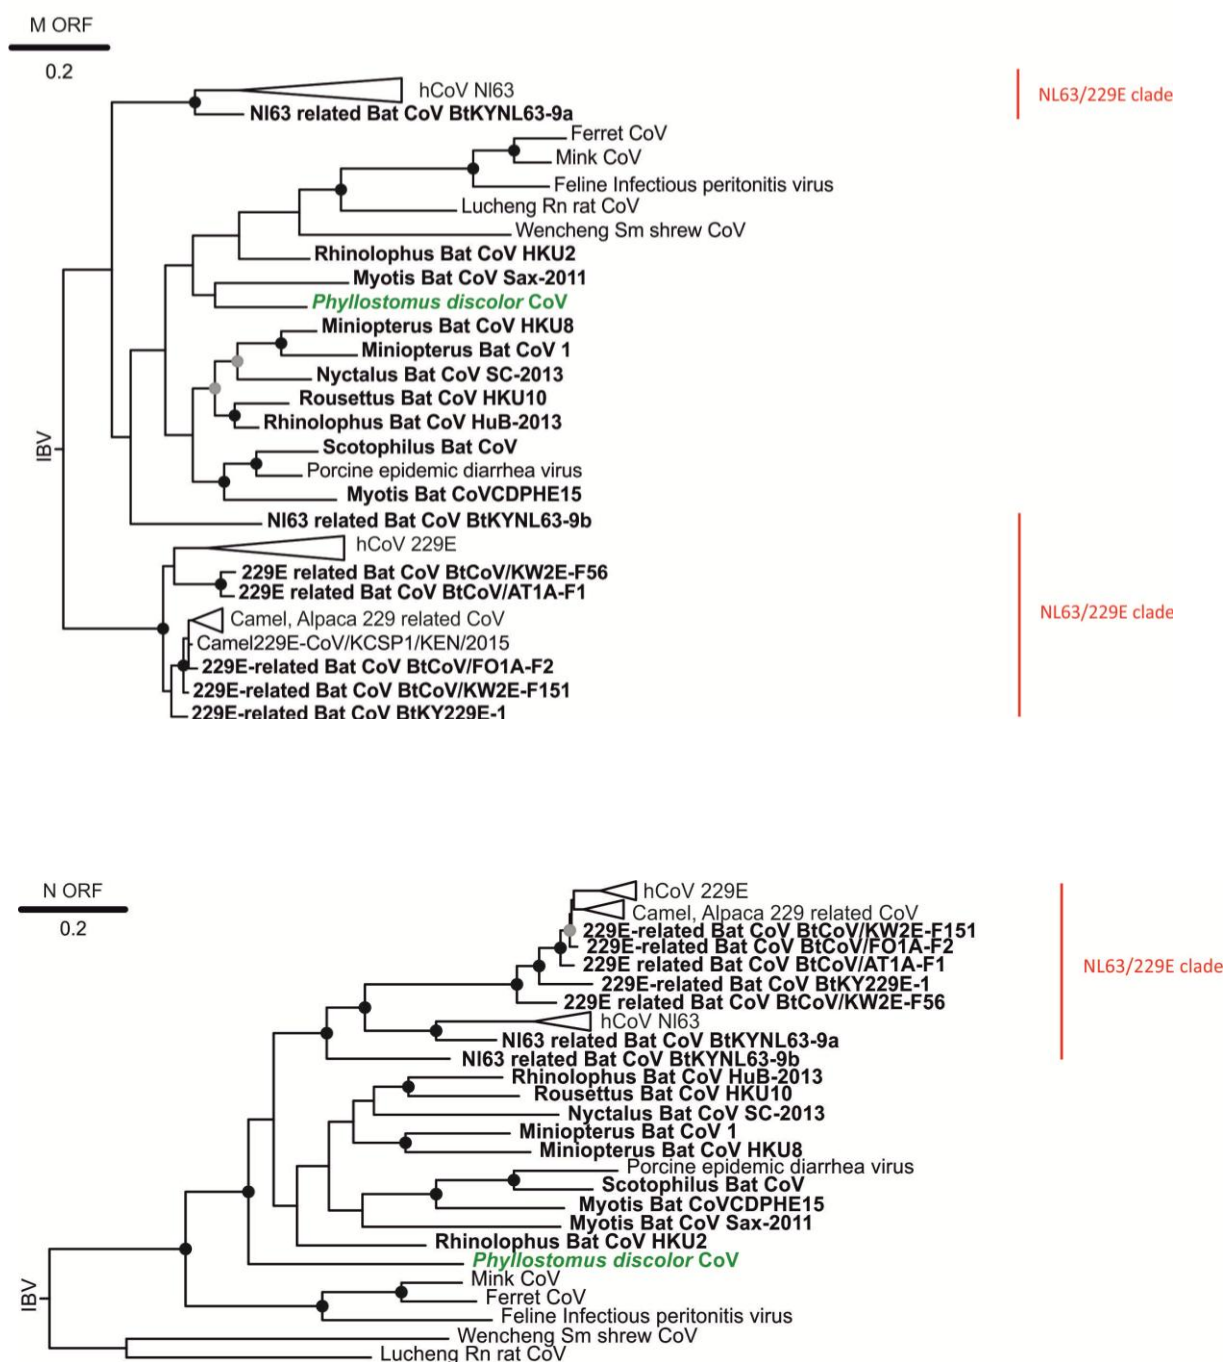 M ORF
0.2
hCoV Nl63
Nl63 related Bat CoV BtKYNL63-9a
NL63/229E clade
Ferret CoV
Mink CoV
Feline Infectious peritonitis virus
Lucheng Rn rat CoV
Wencheng Sm shrew CoV
Rhinolophus Bat CoV HKU2
Myotis Bat CoV Sax-2011
Phyllostomus discolor CoV
Miniopterus Bat CoV HKU8
Miniopterus Bat CoV 1
Nyctalus Bat CoV SC-2013
Rousettus Bat CoV HKU10
Rhinolophus Bat CoV HuB-2013
IBV
Scotophilus Bat CoV
Porcine epidemic diarrhea virus
Myotis Bat CoVCDPHE15
Nl63 related Bat CoV BtKYNL63-9b
hCoV 229E
229E related Bat CoV BtCoV/KW2E-F56
229E related Bat CoV BtCoV/AT1A-F1
Camel, Alpaca 229 related CoV
NL63/229E clade
Camel229E-CoV/KCSP1/KEN/2015
229E-related Bat CoV BtCoV/FO1A-F2
229E-related Bat CoV BtCoV/KW2E-F151
229E-related Bat CoV BtKY229E-1
N ORF
0.2
hCoV 229E
Camel, Alpaca 229 related CoV
229E-related Bat CoV BtCoV/KW2E-F151
229E-related Bat CoV BtCoV/FO1A-F2
229E related Bat CoV BtCoV/AT1A-F1
NL63/229E clade
229E-related Bat CoV BtKY229E-1
229E related Bat CoV BtCoV/KW2E-F56
hCoV Nl63
Nl63 related Bat CoV BtKYNL63-9a
Nl63 related Bat CoV BtKYNL63-9b
Rhinolophus Bat CoV HuB-2013
Rousettus Bat CoV HKU10
Nyctalus Bat CoV SC-2013
Miniopterus Bat CoV 1
Miniopterus Bat CoV HKU8
Porcine epidemic diarrhea virus
Scotophilus Bat CoV
Myotis Bat CoVCDPHE15
Myotis Bat CoV Sax-2011
Rhinolophus Bat CoV HKU2
Phyllostomus discolor CoV
Mink CoV
IBV
Ferret CoV
Feline Infectious peritonitis virus
Wencheng Sm shrew CoV
Lucheng Rn rat CoV